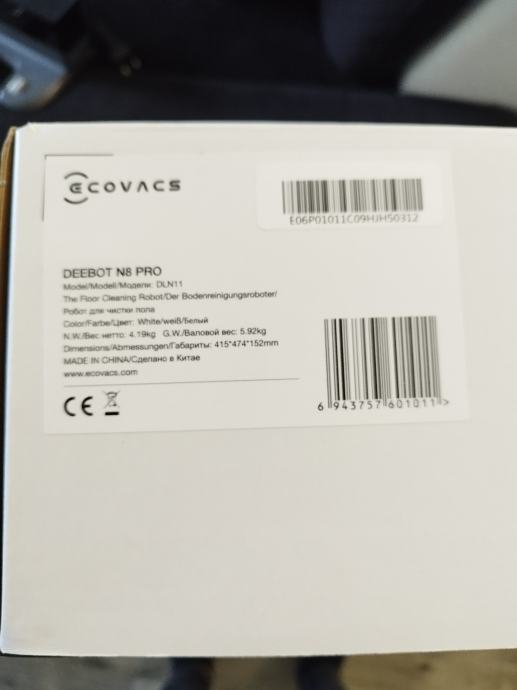 ECOVACS
E06P01011C09HJH50312
DEEBOT N8 PRO
Model/Modell/Модели: DLN11
The Floor Cleaning Robot/Der Bodenreinigungsroboter/
Робот для чистки пола
Color/Farbe/Цвет: White/weiß/Белый
N.W./Вес нетто: 4.19kg G.W./Валовой вес: 5.92kg
Dimensions/Abmessungen/Габариты: 415*474*152mm
MADE IN CHINA/Сделано в Китае
www.ecovacs.com
CE
6 943757 601011 >